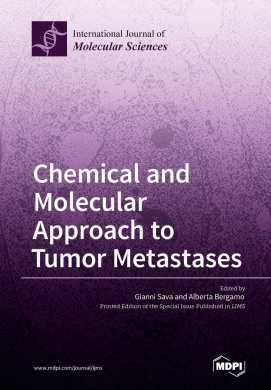 International Journal of
Molecular Sciences
Chemical and
Molecular
Approach to
Tumor Metastases
Edited by
Gianni Sava and Alberta Bergamo
Printed Edition of the Special Issue Published in IJMS
www.mdpi.com/journal/ijms
MDPI